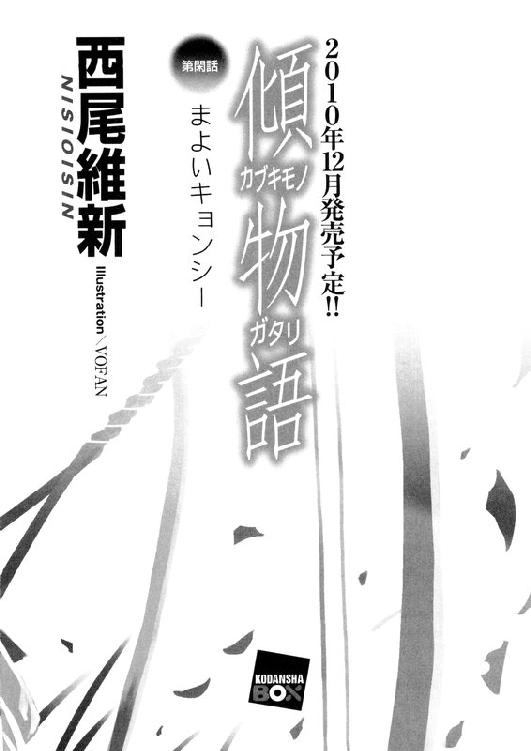 2010年12月発売予定!!
傾物語
カブキモノ
ガタリ
第閑話
まよいキョンシー
西尾維新
NISIOISIN
Illustration／VOFAN
KODANSHA
BOX